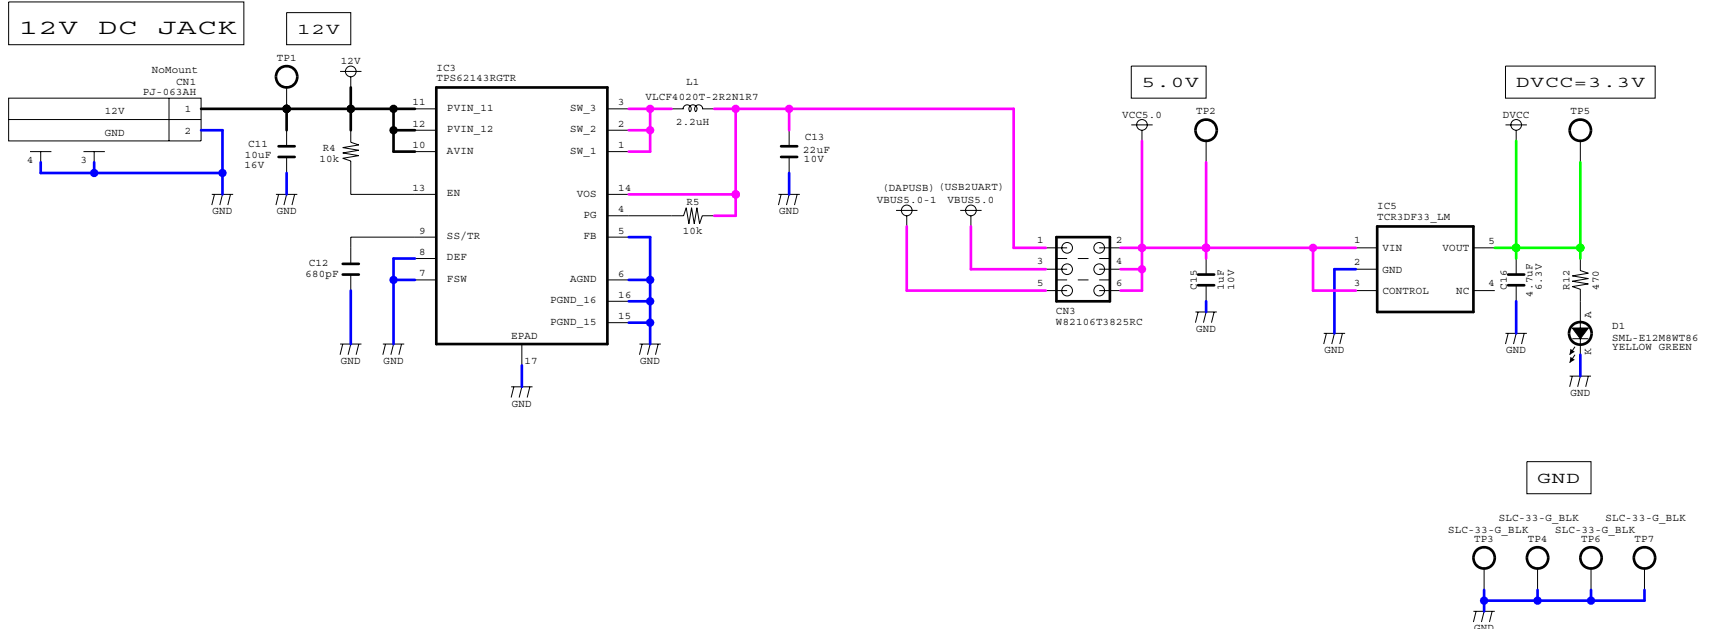 12V DC JACK
12V
NoMount
CN1
PJ-063AH
12V
1
GND
2
4
3
GND
TP1
12V
C11
10uF
16V
GND
R4
10k
C12
680pF
GND
GND
IC3
TPS62143RGTR
11
PVIN_11
12
PVIN_12
10
AVIN
13
EN
9
SS/TR
8
DEF
7
FSW
SW_3
3
SW_2
2
SW_1
1
VOS
14
PG
4
FB
5
AGND
6
PGND_16
16
PGND_15
15
EPAD
17
GND
GND
L1
VLCF4020T-2R2N1R7
2.2uH
R5
10k
C13
22uF
10V
GND
(DAPUSB)
(USB2UART)
VBUS5.0-1
VBUS5.0
5.0V
VCC5.0
TP2
1
2
3
4
5
6
CN3
W82106T3825RC
C15
1uF
10V
GND
IC5
TCR3DF33_LM
1
VIN
VOUT
5
2
GND
3
CONTROL
NC
4
GND
DVCC=3.3V
DVCC
TP5
C16
4.7uF
6.3V
GND
R12
470
A
K
D1
SML-E12M8WT86
YELLOW GREEN
GND
GND
SLC-33-G_BLK
SLC-33-G_BLK
SLC-33-G_BLK
SLC-33-G_BLK
TP3
TP4
TP6
TP7
GND